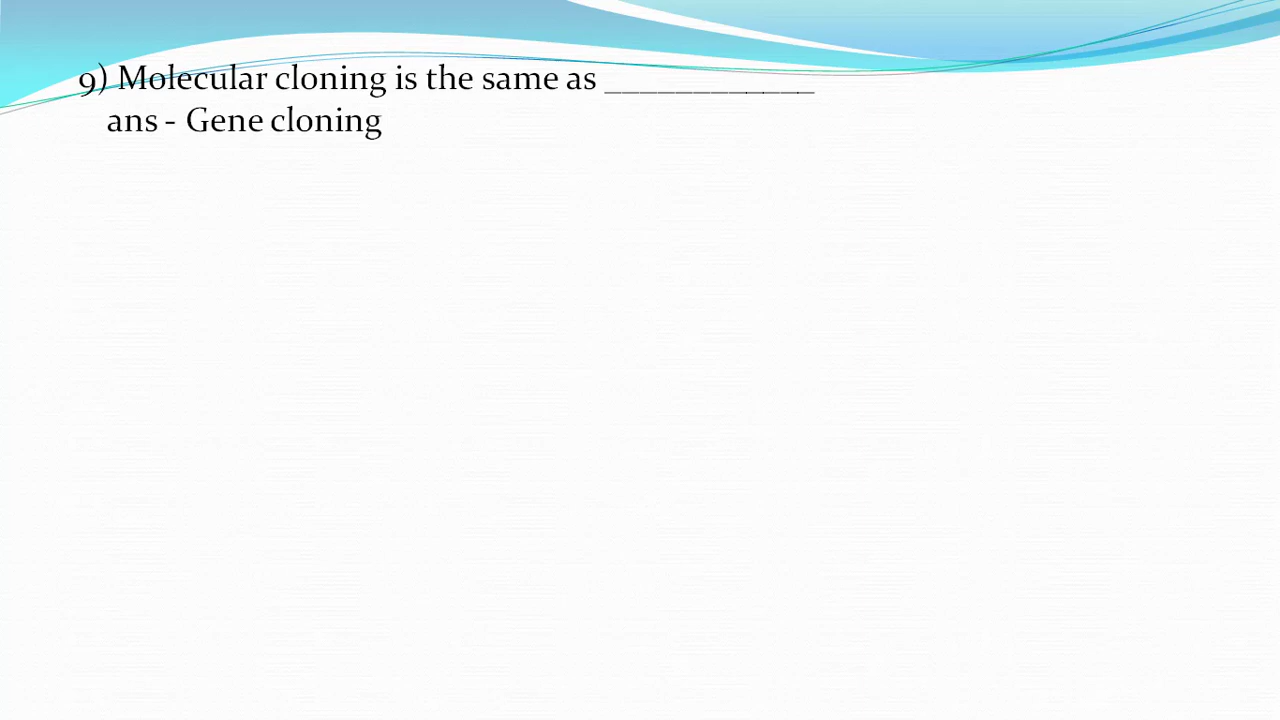 9) Molecular cloning is the same as ____________
ans - Gene cloning